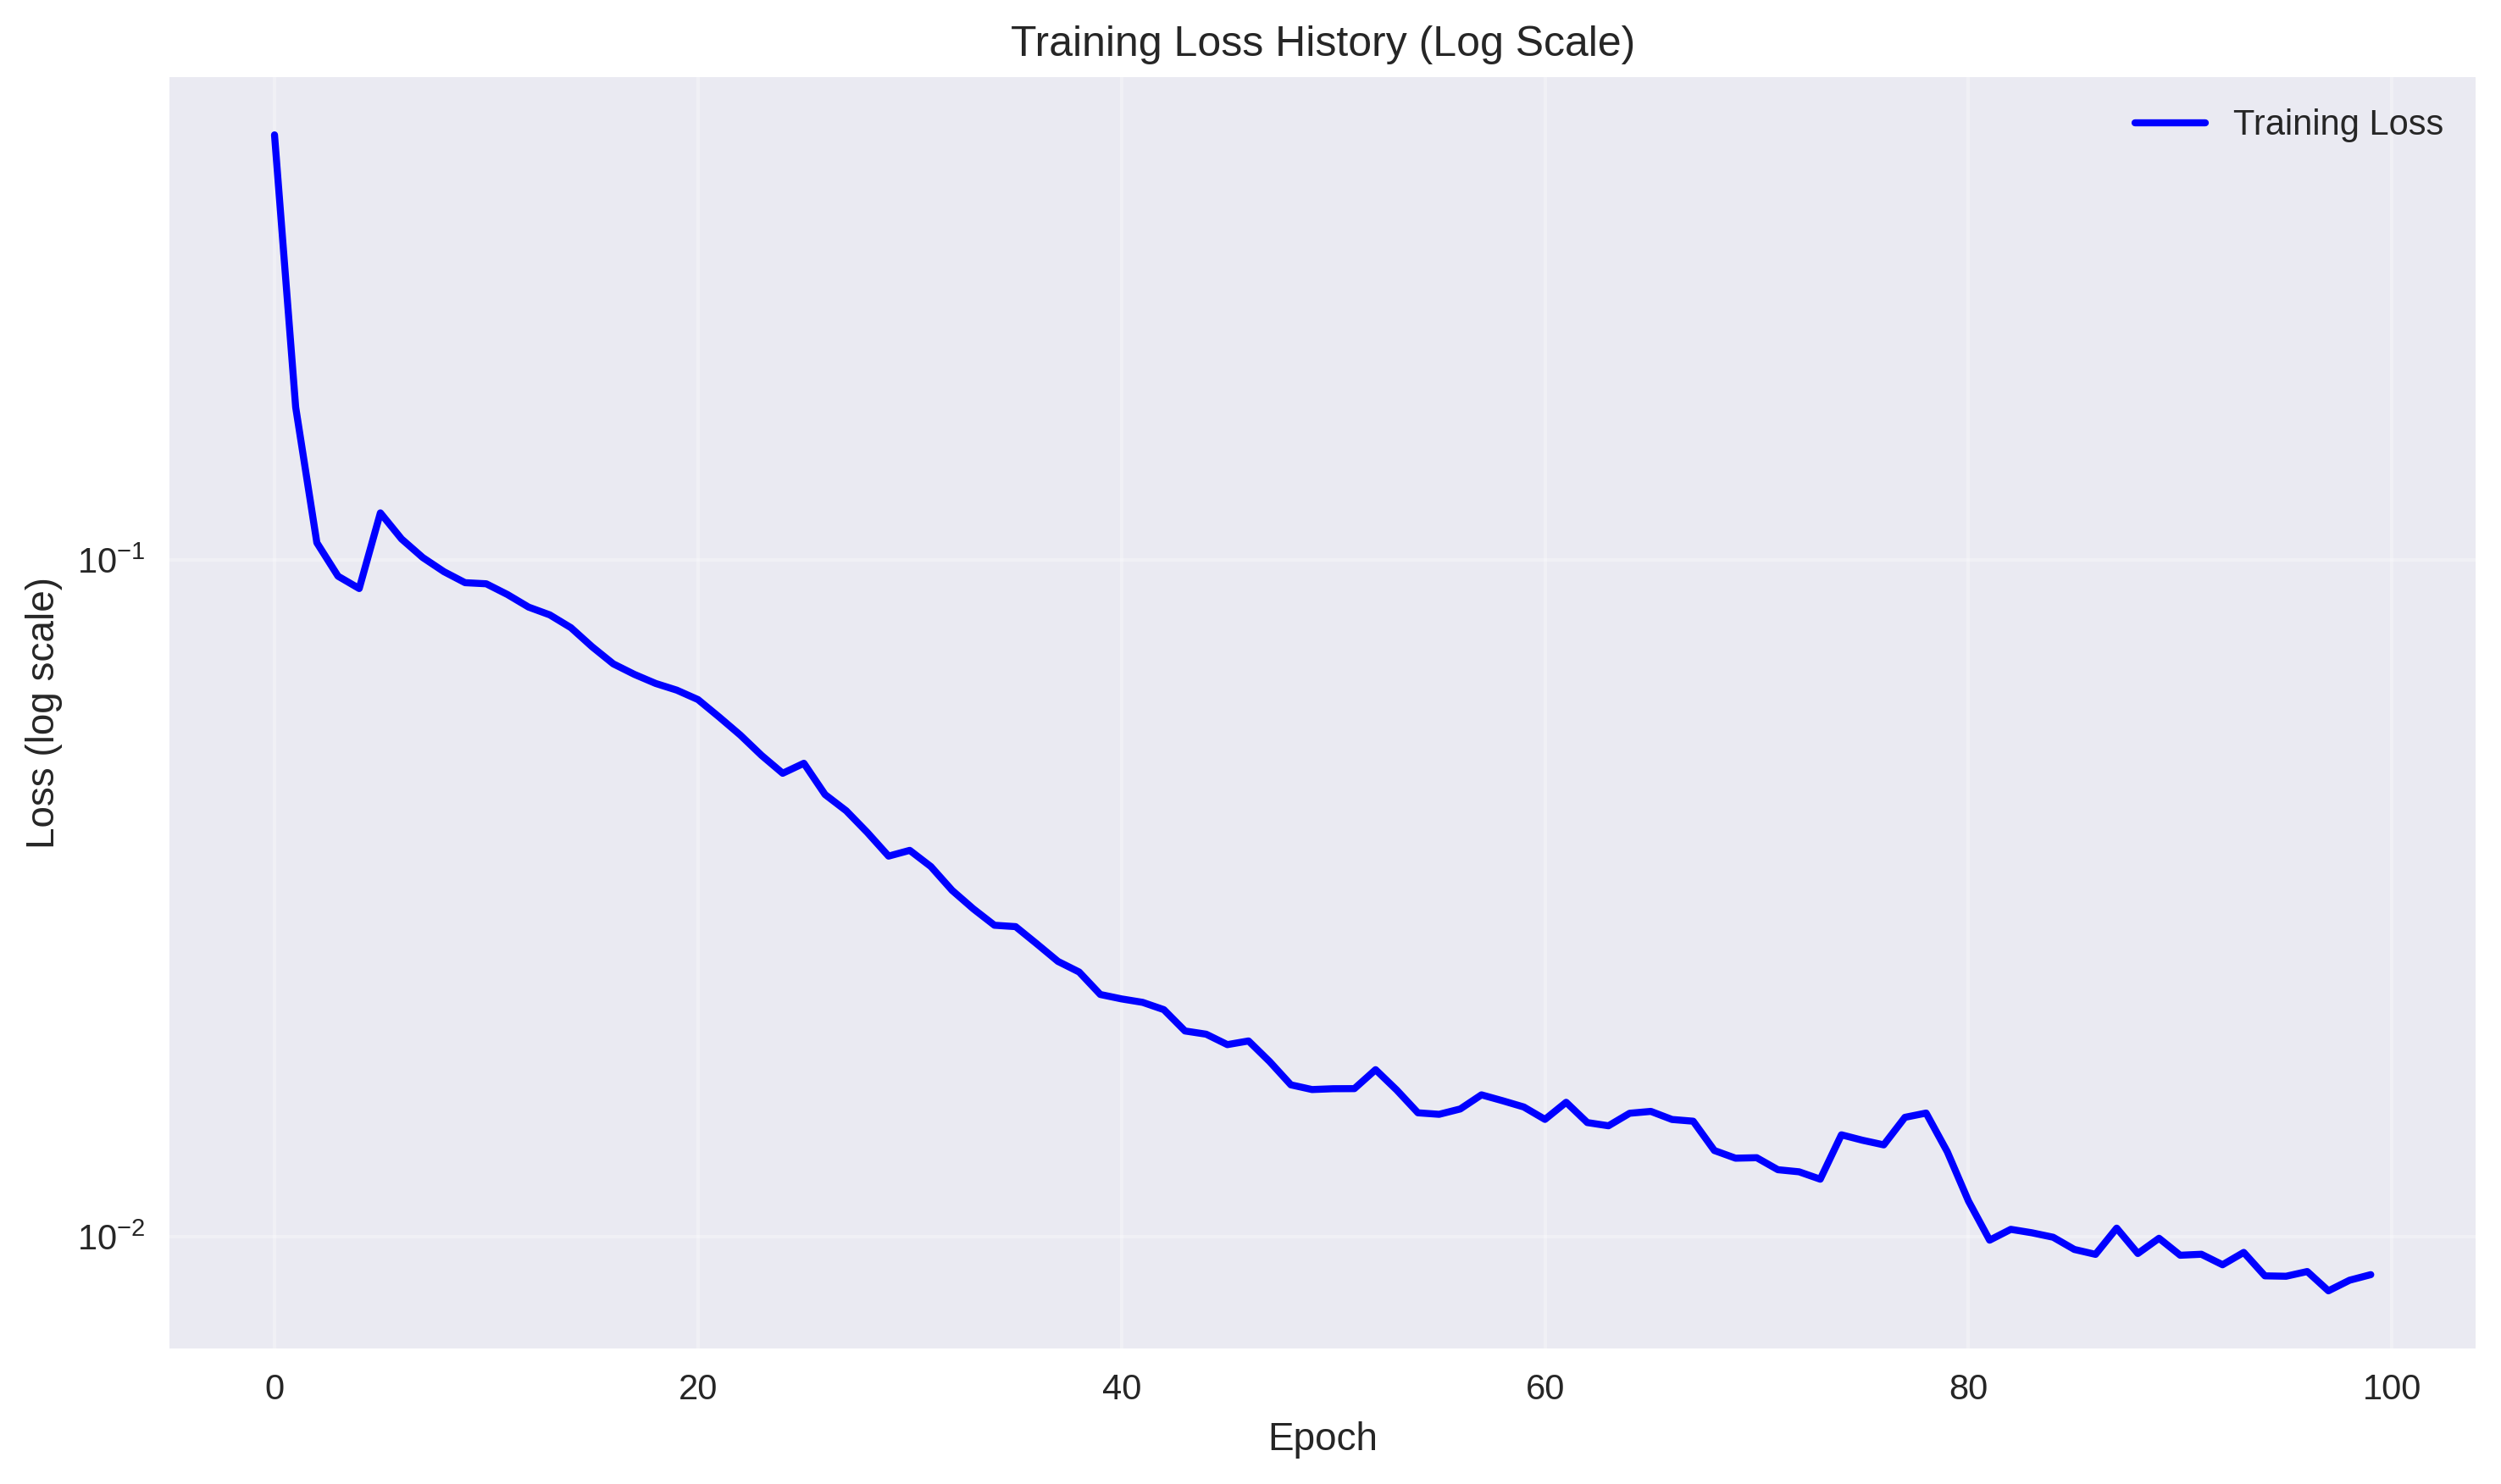 Training Loss History (Log Scale)
Training Loss
Loss (log scale)
10⁻¹
10⁻²
0 20 40 60 80 100
Epoch